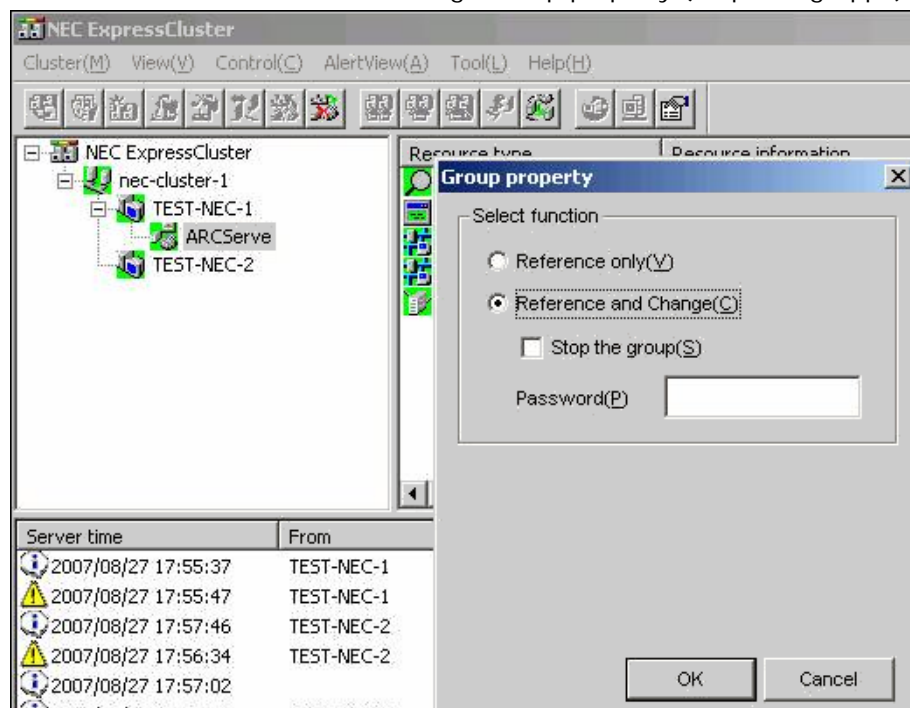 NEC ExpressCluster
Cluster(M) View(V) Control(C) AlertView(A) Tool(L) Help(H)
NEC ExpressCluster
nec-cluster-1
TEST-NEC-1
ARCServe
TEST-NEC-2
Resource type Resource information
Group property
Select function
Reference only(V)
Reference and Change(C)
Stop the group(S)
Password(P)
Server time From
2007/08/27 17:55:37 TEST-NEC-1
2007/08/27 17:55:47 TEST-NEC-1
2007/08/27 17:57:46 TEST-NEC-2
2007/08/27 17:56:34 TEST-NEC-2
2007/08/27 17:57:02
OK Cancel